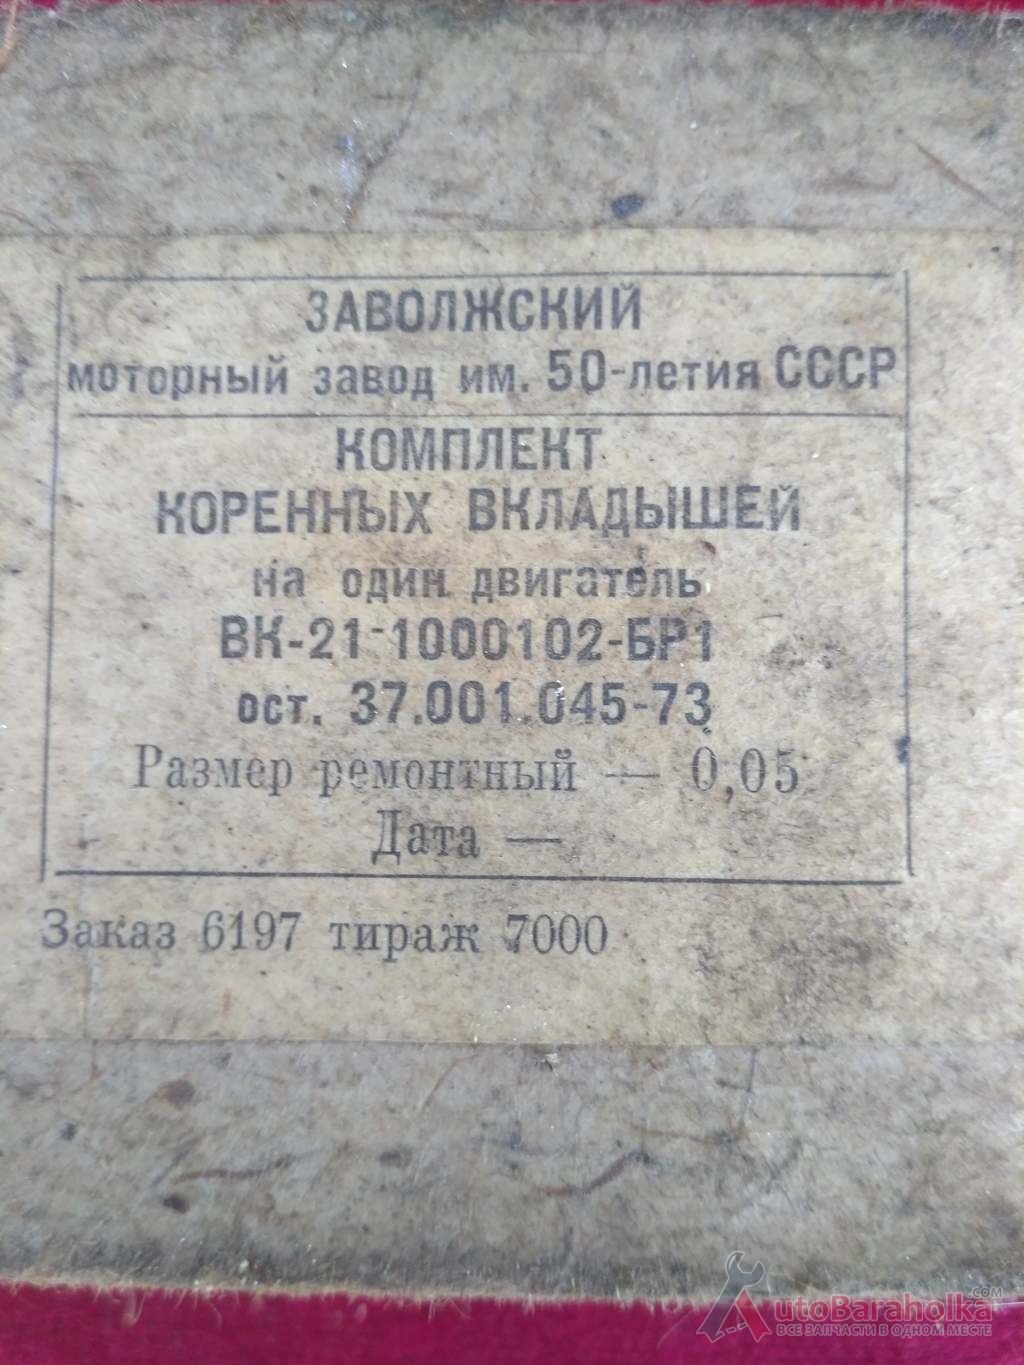 ЗАВОЛЖСКИЙ
моторный завод им. 50-летия СССР
КОМПЛЕКТ
КОРЕННЫХ ВКЛАДЫШЕЙ
на один двигатель
ВК-21-1000102-БР1
ост. 37.001.045-73
Размер ремонтный — 0,05
Дата —
Заказ 6197 тираж 7000
AutoBaraholka.COM
ВСЕ ЗАПЧАСТИ В ОДНОМ МЕСТЕ